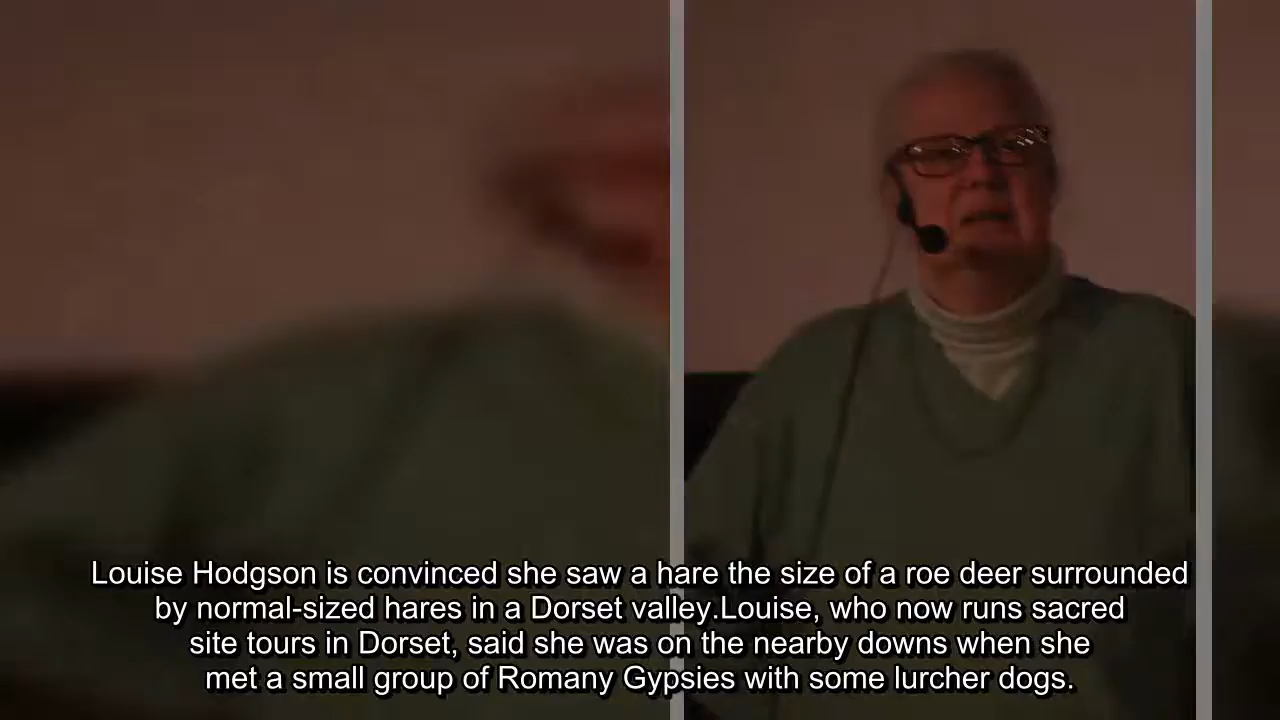 Louise Hodgson is convinced she saw a hare the size of a roe deer surrounded
by normal-sized hares in a Dorset valley.Louise, who now runs sacred
site tours in Dorset, said she was on the nearby downs when she
met a small group of Romany Gypsies with some lurcher dogs.